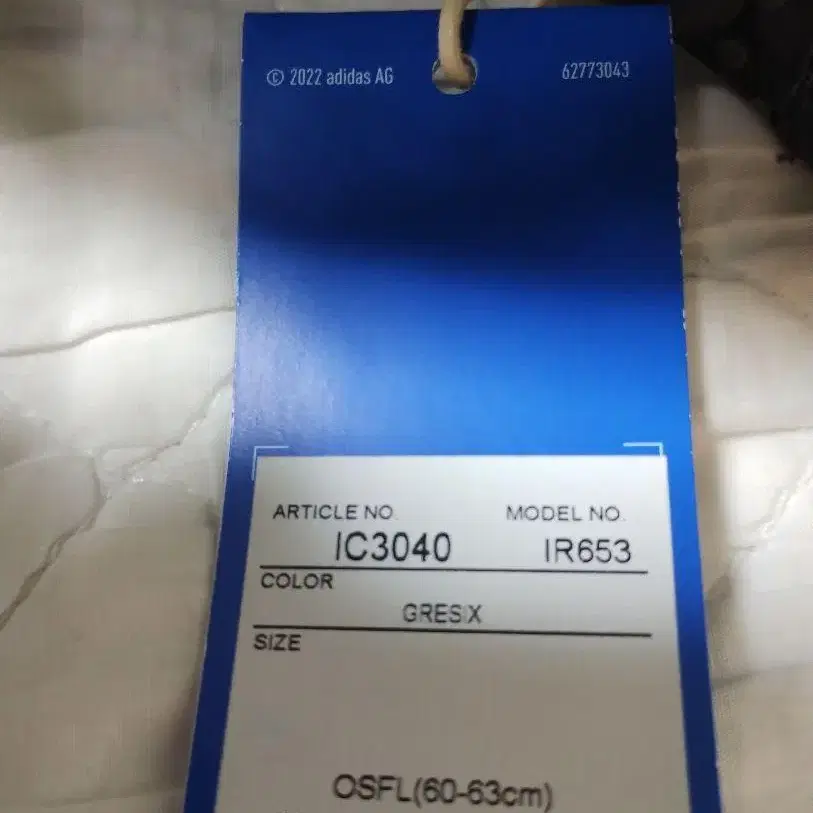 © 2022 adidas AG 62773043
ARTICLE NO. MODEL NO.
IC3040 IR653
COLOR
GRESIX
SIZE
OSFL(60-63cm)